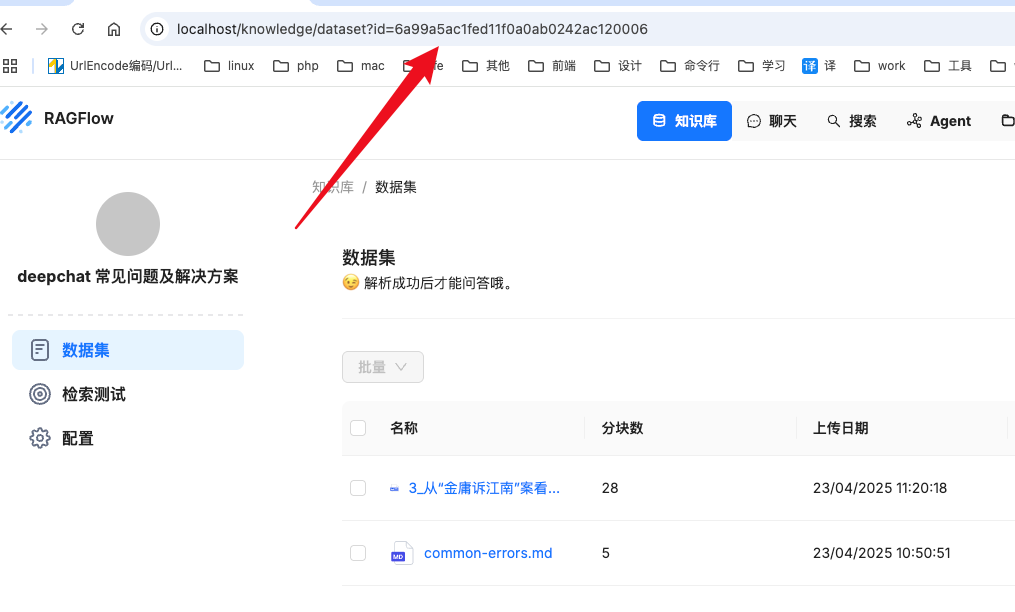 localhost/knowledge/dataset?id=6a99a5ac1fed11f0a0ab0242ac120006
UrlEncode编码/Url... linux php mac 其他 前端 设计 命令行 学习 译 译 work 工具
RAGFlow 知识库 聊天 搜索 Agent
知识库 / 数据集
deepchat 常见问题及解决方案
数据集
😉 解析成功后才能问答哦。
数据集
检索测试
配置
批量
名称 分块数 上传日期
3_从“金庸诉江南”案看... 28 23/04/2025 11:20:18
MD common-errors.md 5 23/04/2025 10:50:51